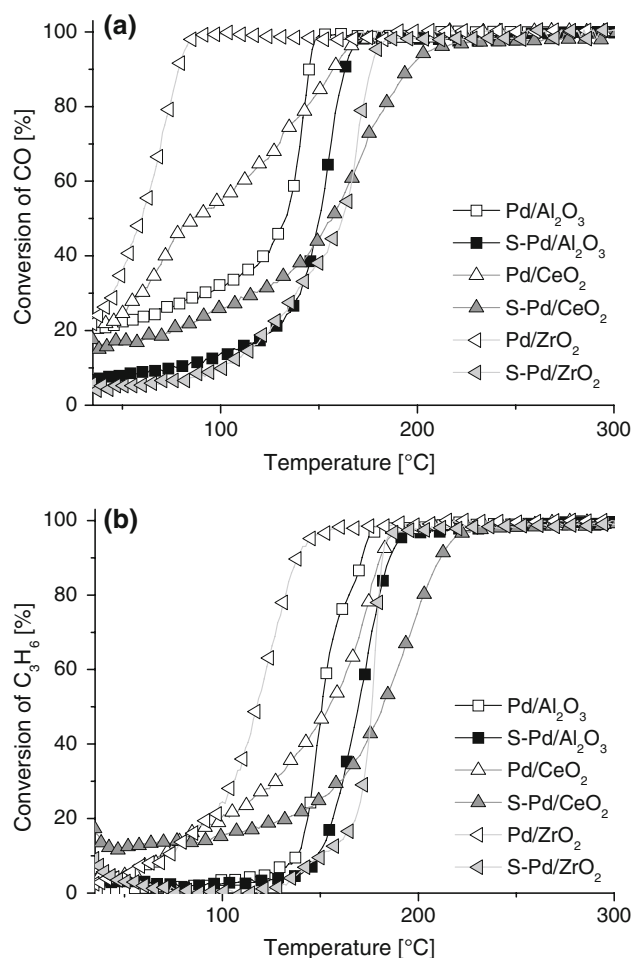 (a)
100
80
60
40
20
0
Conversion of CO [%]
Pd/Al₂O₃
S-Pd/Al₂O₃
Pd/CeO₂
S-Pd/CeO₂
Pd/ZrO₂
S-Pd/ZrO₂
100 200 300
Temperature [°C]
(b)
100
80
60
40
20
0
Conversion of C₃H₆ [%]
Pd/Al₂O₃
S-Pd/Al₂O₃
Pd/CeO₂
S-Pd/CeO₂
Pd/ZrO₂
S-Pd/ZrO₂
100 200 300
Temperature [°C]